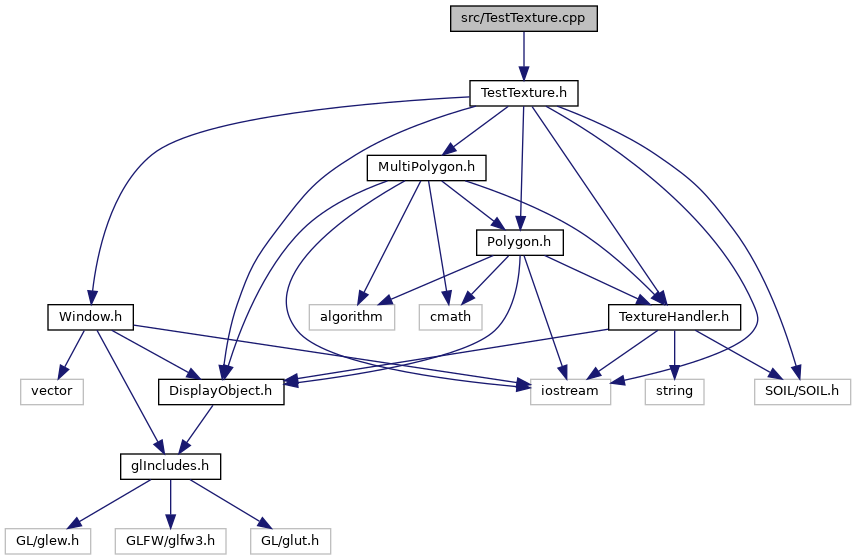 src/TestTexture.cpp
TestTexture.h
MultiPolygon.h
Polygon.h
Window.h
algorithm
cmath
TextureHandler.h
vector
DisplayObject.h
iostream
string
SOIL/SOIL.h
glIncludes.h
GL/glew.h
GLFW/glfw3.h
GL/glut.h